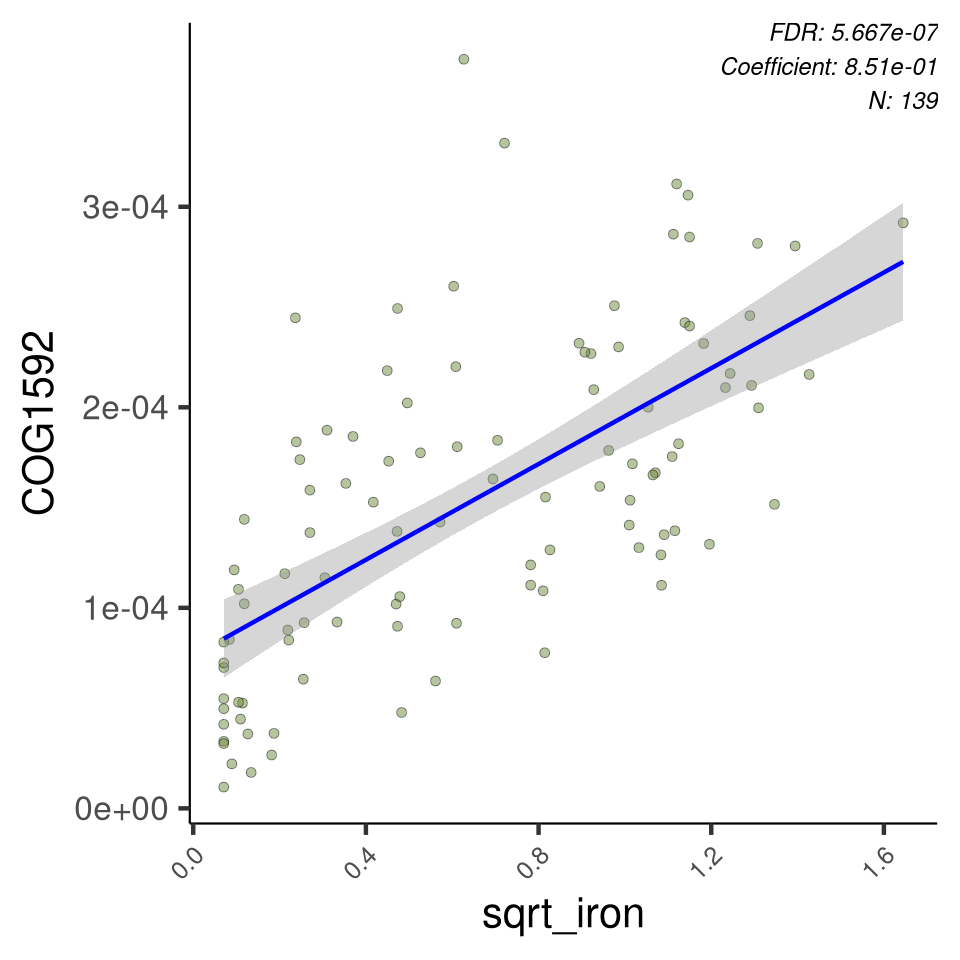 FDR: 5.667e-07
Coefficient: 8.51e-01
N: 139
3e-04
2e-04
1e-04
0e+00
COG1592
0.0
0.4
0.8
1.2
1.6
sqrt_iron